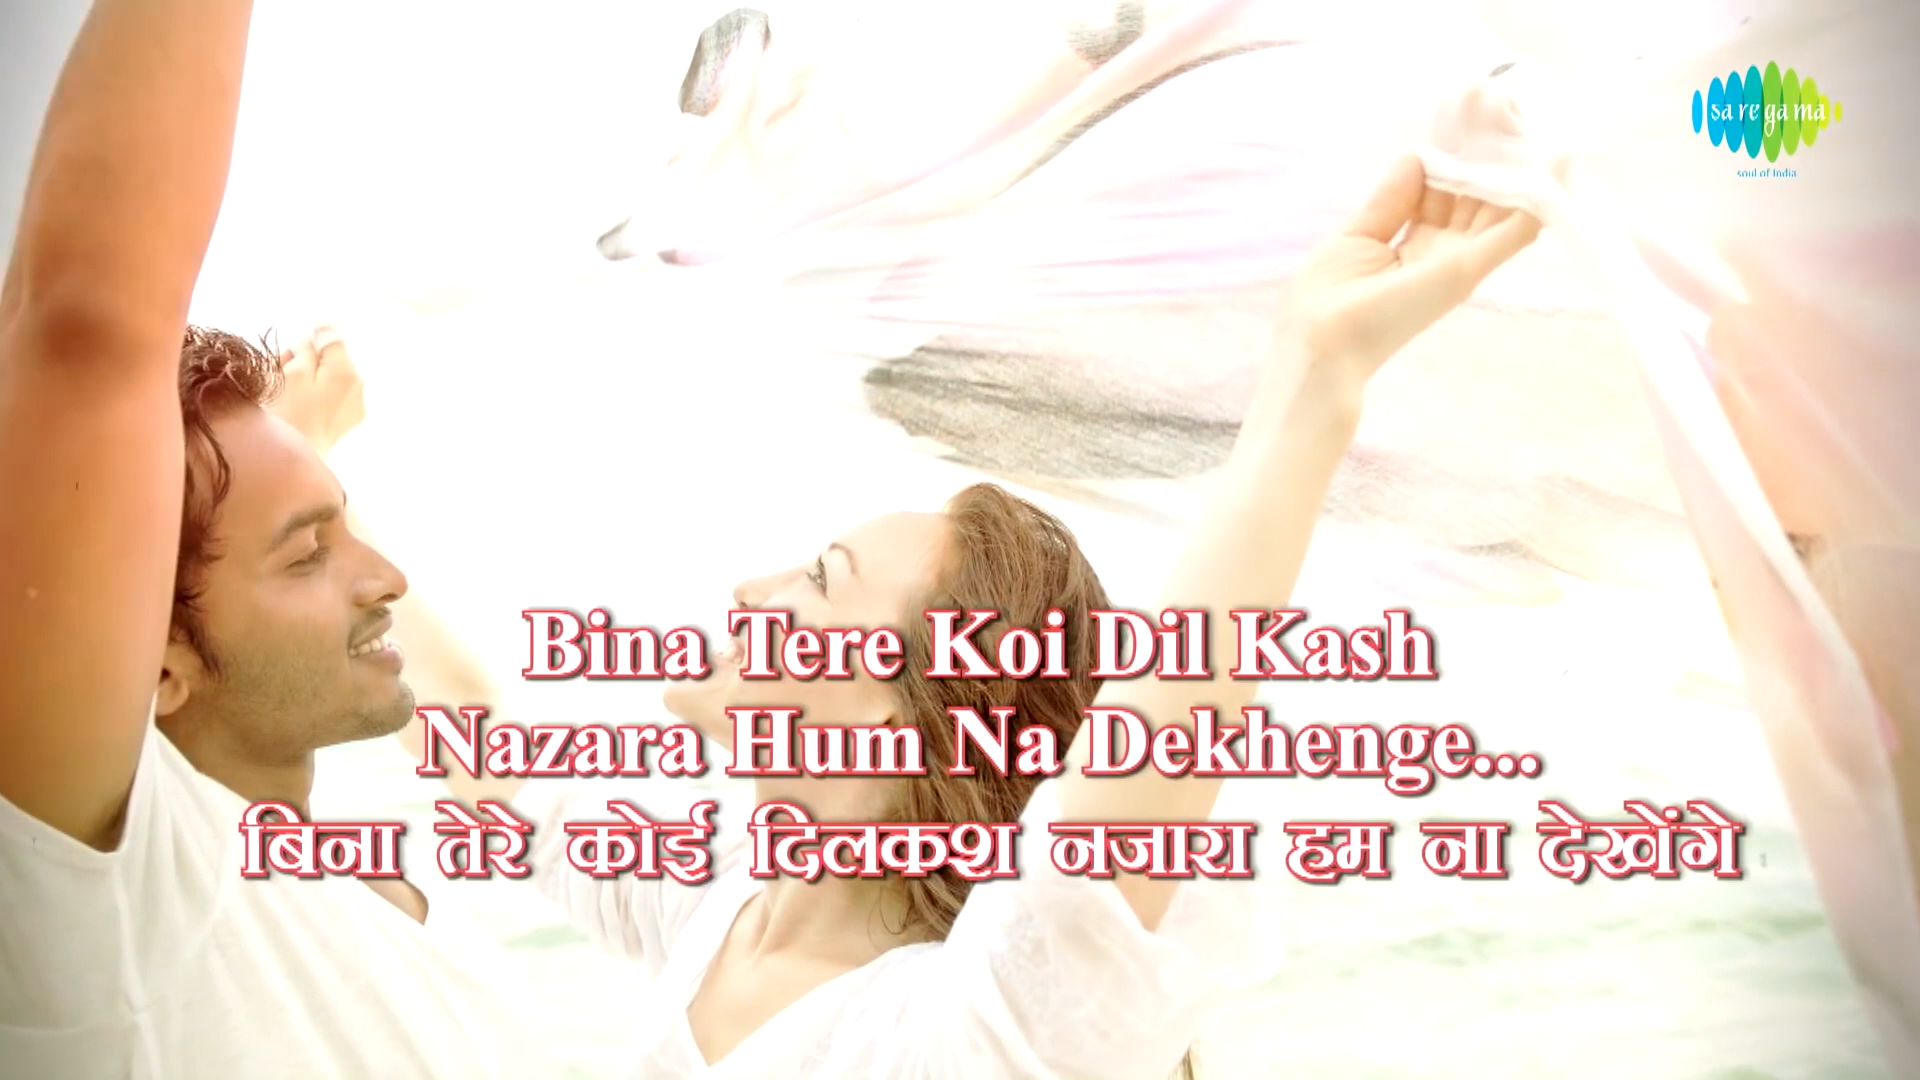 sa re ga ma
soul of India
Bina Tere Koi Dil Kash
Nazara Hum Na Dekhenge...
बिना तेरे कोई दिलकश नजारा हम ना देखेंगे